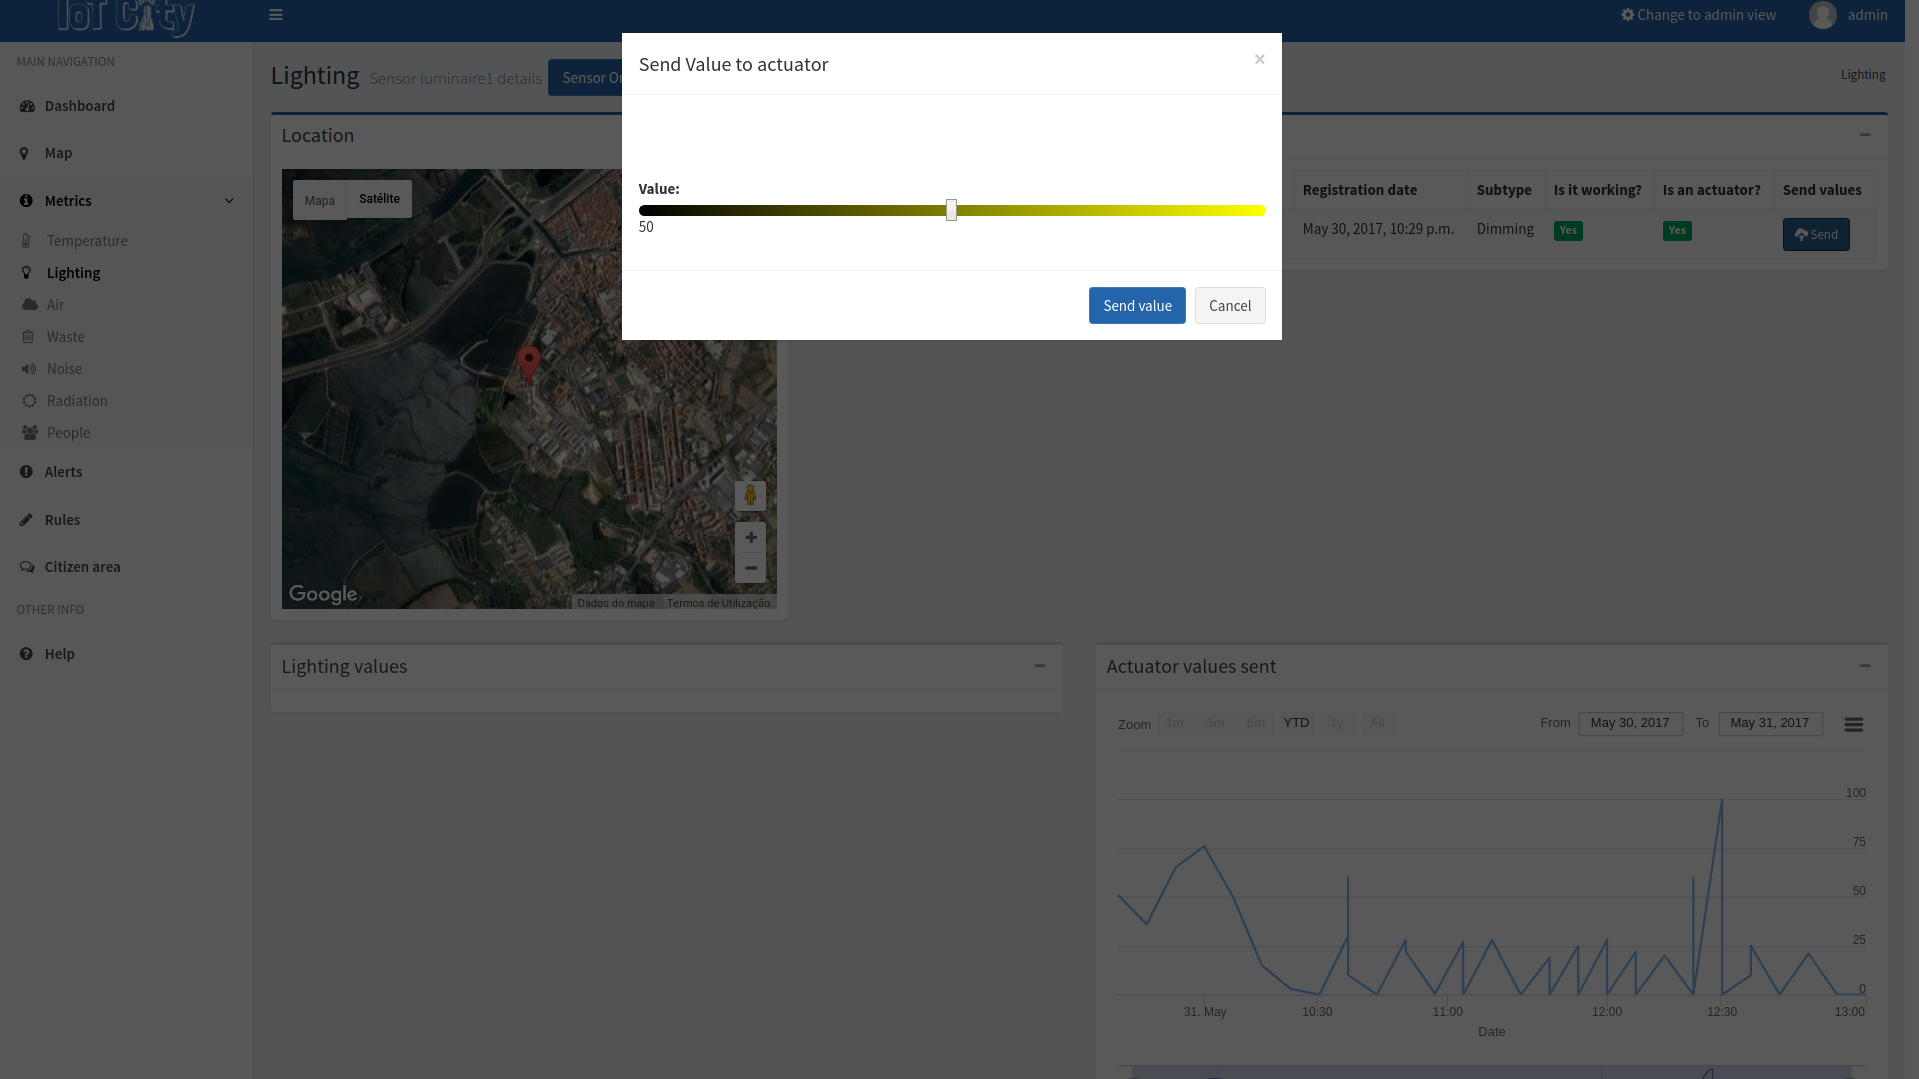 IoT City
Change to admin view
admin
MAIN NAVIGATION
Dashboard
Map
Metrics
Temperature
Lighting
Air
Waste
Noise
Radiation
People
Alerts
Rules
Citizen area
OTHER INFO
Help
Lighting Sensor luminaire1 details
Lighting
Send Value to actuator
×
Value:
50
Send value Cancel
Location
Mapa Satélite
Google
Dados do mapa Termos de Utilização
Registration date Subtype Is it working? Is an actuator? Send values
May 30, 2017, 10:29 p.m. Dimming Yes Yes Send
Lighting values
Actuator values sent
Zoom 1m 3m 6m YTD 1y All From May 30, 2017 To May 31, 2017
100
75
50
25
0
31. May 10:30 11:00 12:00 12:30 13:00
Date